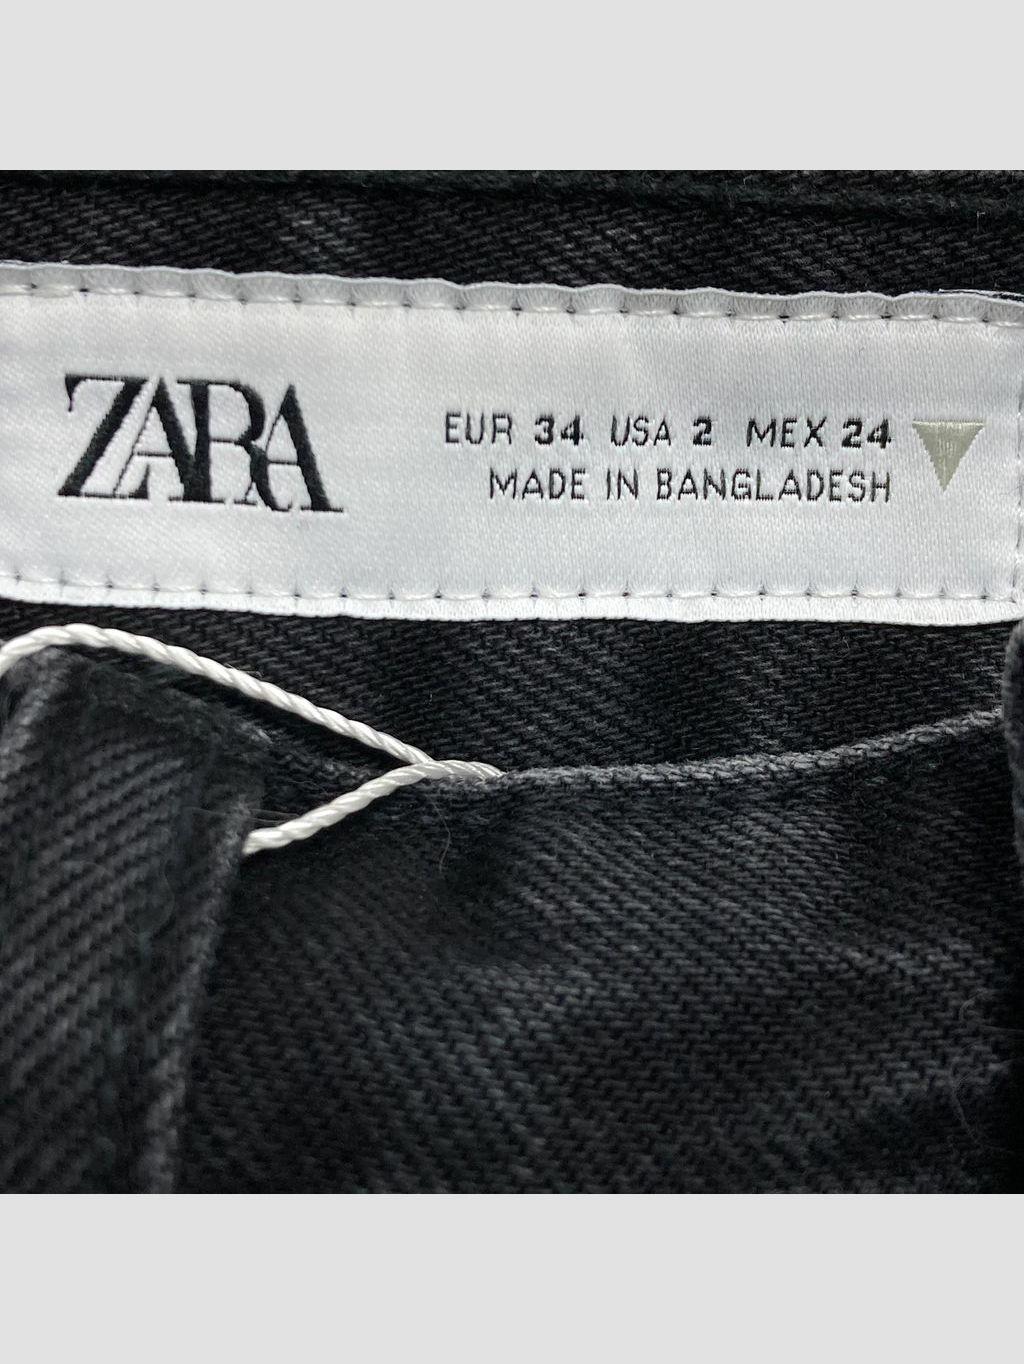 ZARA
EUR 34 USA 2 MEX 24
MADE IN BANGLADESH